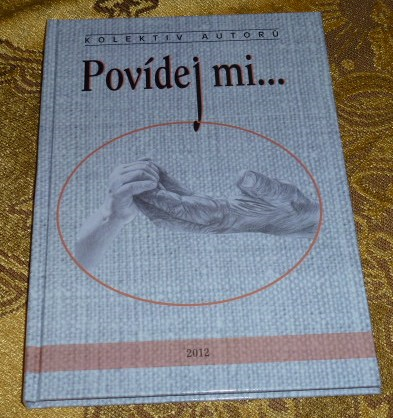 KOLEKTIV AUTORŮ
Povídej mi...
2012